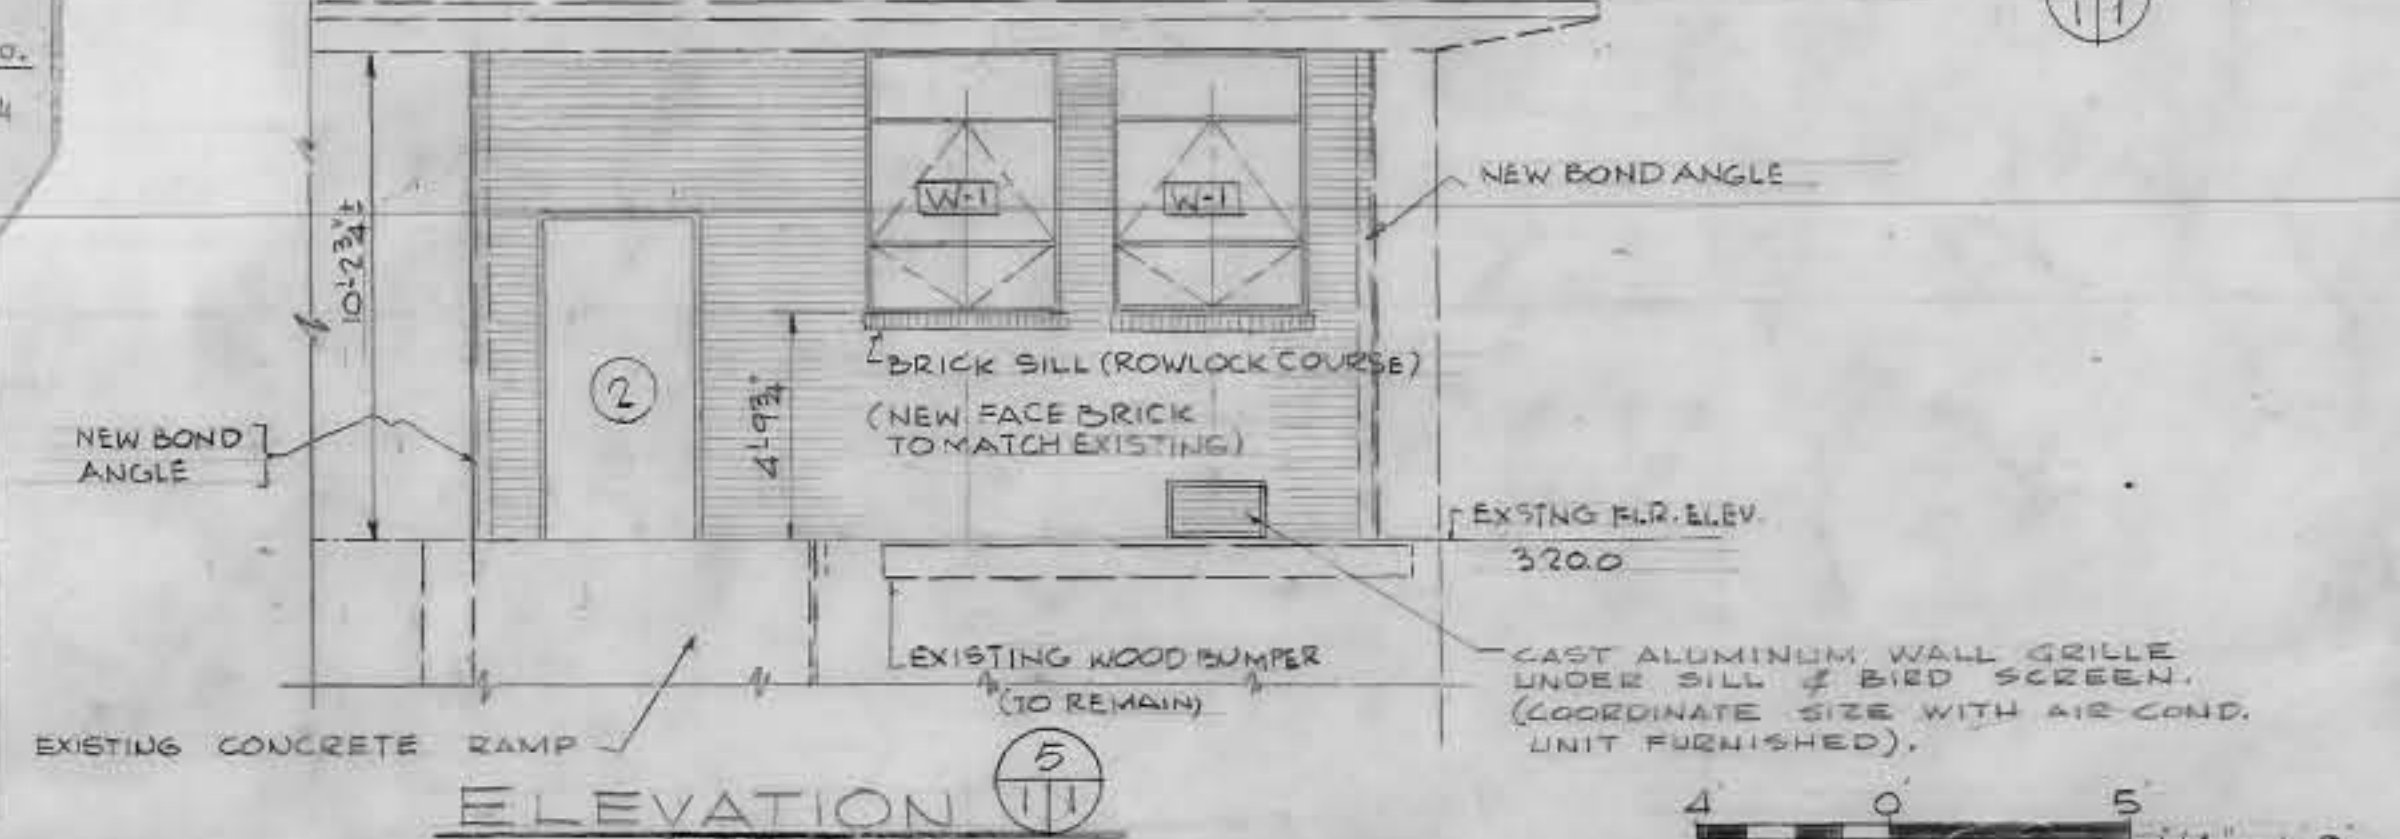 O.
10'-2 3/4" ±
W-1
W-1
NEW BOND ANGLE
2
4'-9 3/4"
BRICK SILL (ROWLOCK COURSE)
(NEW FACE BRICK
TO MATCH EXISTING)
NEW BOND
ANGLE
EXSTNG FLR. ELEV.
320.0
EXISTING WOOD BUMPER
(TO REMAIN)
CAST ALUMINUM WALL GRILLE
UNDER SILL & BIRD SCREEN.
(COORDINATE SIZE WITH AIR COND.
UNIT FURNISHED).
EXISTING CONCRETE RAMP
ELEVATION
5
1 1
4' 0' 5'